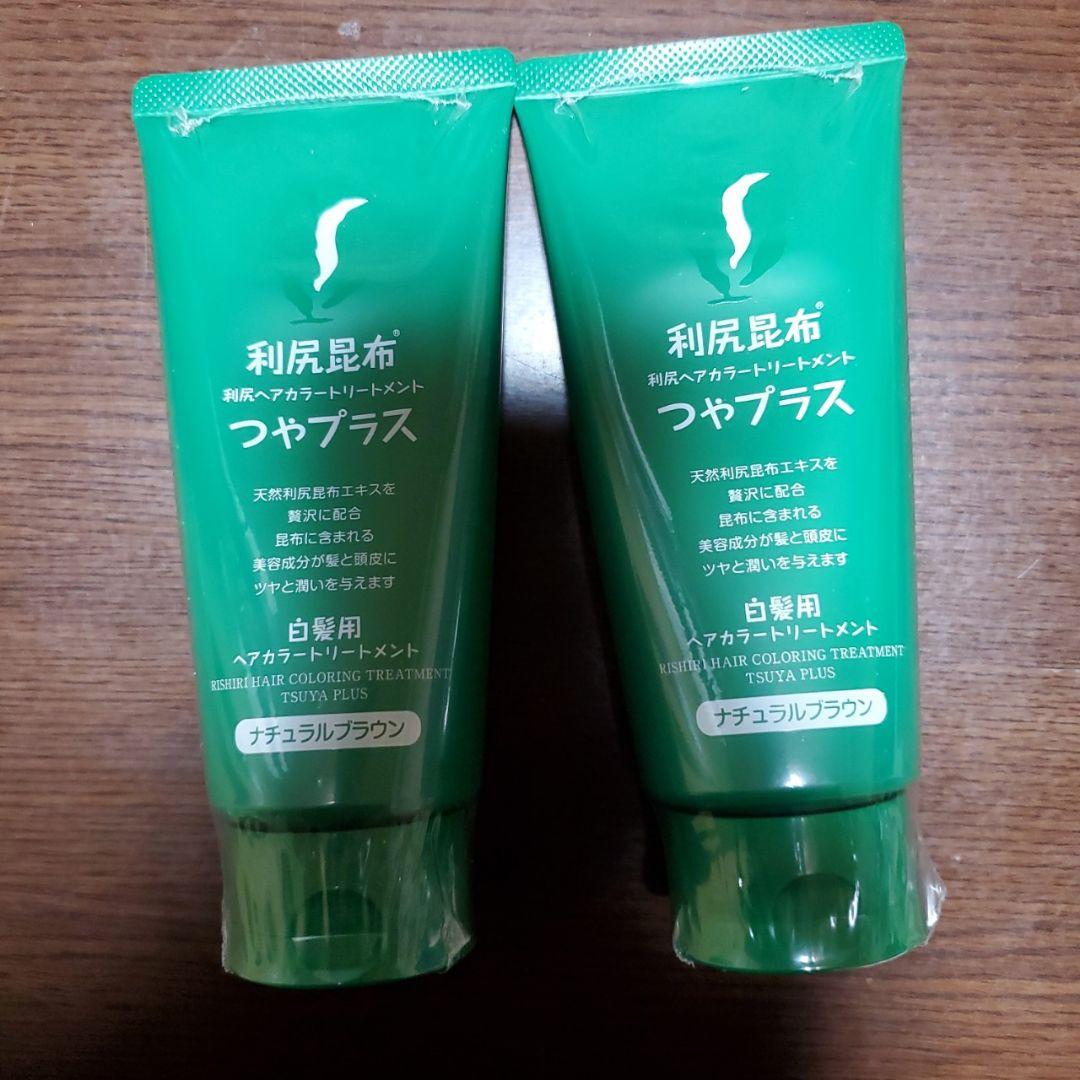 利尻昆布®
利尻ヘアカラートリートメント
つやプラス
天然利尻昆布エキスを
贅沢に配合
昆布に含まれる
美容成分が髪と頭皮に
ツヤと潤いを与えます
白髪用
ヘアカラートリートメント
RISHIRI HAIR COLORING TREATMENT
TSUYA PLUS
ナチュラルブラウン
利尻昆布®
利尻ヘアカラートリートメント
つやプラス
天然利尻昆布エキスを
贅沢に配合
昆布に含まれる
美容成分が髪と頭皮に
ツヤと潤いを与えます
白髪用
ヘアカラートリートメント
RISHIRI HAIR COLORING TREATMENT
TSUYA PLUS
ナチュラルブラウン